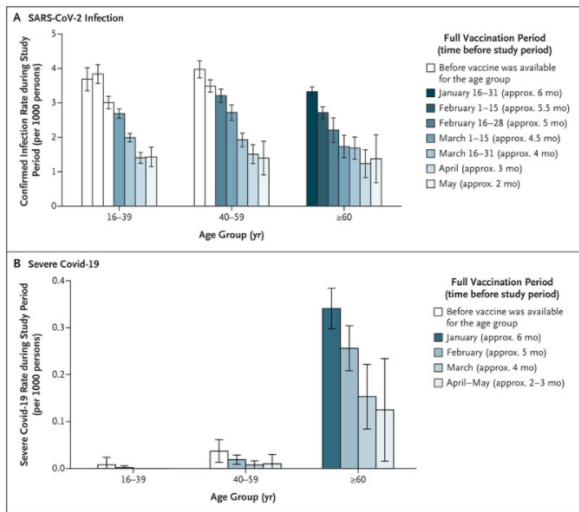 A SARS-CoV-2 Infection
Confirmed Infection Rate during Study
Period (per 1000 persons)
5
4
3
2
1
0
16–39
40–59
≥60
Age Group (yr)
Full Vaccination Period
(time before study period)
Before vaccine was available
for the age group
January 16–31 (approx. 6 mo)
February 1–15 (approx. 5.5 mo)
February 16–28 (approx. 5 mo)
March 1–15 (approx. 4.5 mo)
March 16–31 (approx. 4 mo)
April (approx. 3 mo)
May (approx. 2 mo)
B Severe Covid-19
Severe Covid-19 Rate during Study Period
(per 1000 persons)
0.4
0.3
0.2
0.1
0.0
16–39
40–59
≥60
Age Group (yr)
Full Vaccination Period
(time before study period)
Before vaccine was available
for the age group
January (approx. 6 mo)
February (approx. 5 mo)
March (approx. 4 mo)
April–May (approx. 2–3 mo)